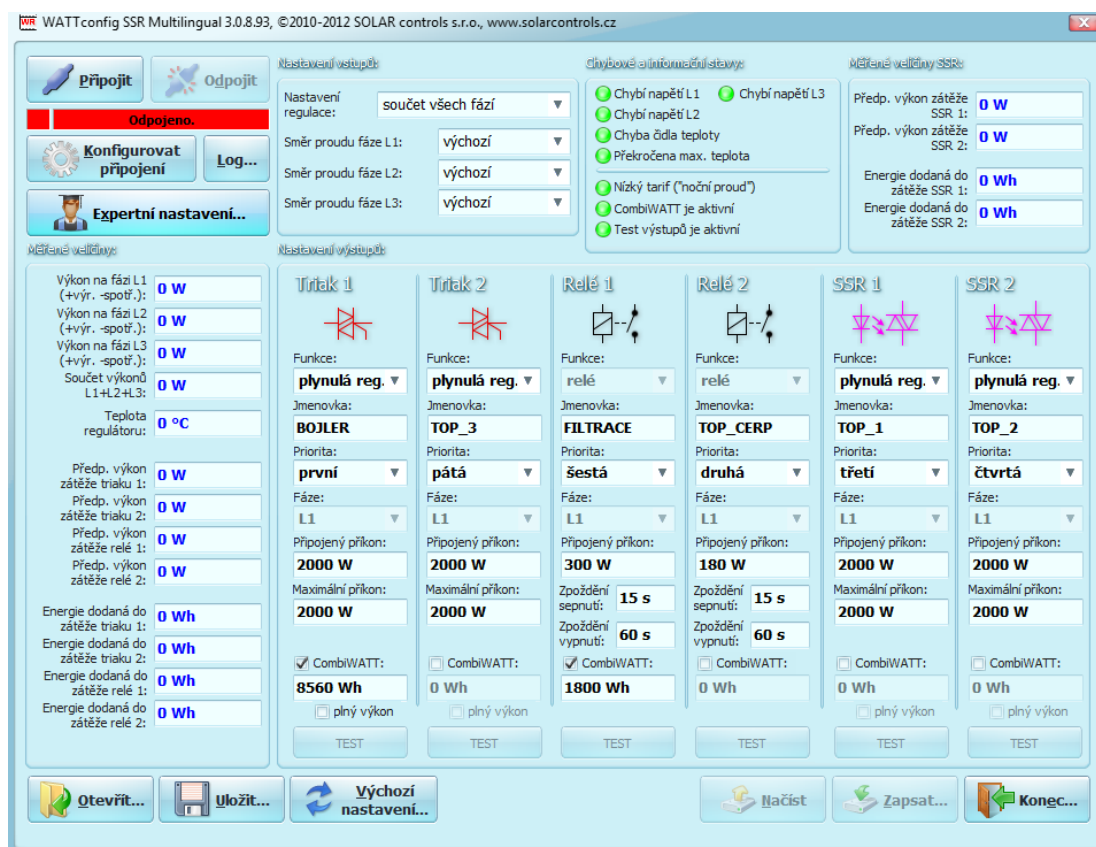 WATTconfig SSR Multilingual 3.0.8.93, ©2010-2012 SOLAR controls s.r.o., www.solarcontrols.cz
Připojit
Odpojit
Odpojeno.
Konfigurovat
připojení
Log...
Expertní nastavení...
Nastavení vstupů:
Nastavení
regulace:
součet všech fází
Směr proudu fáze L1:
výchozí
Směr proudu fáze L2:
výchozí
Směr proudu fáze L3:
výchozí
Chybové a informační stavy:
Chybí napětí L1
Chybí napětí L3
Chybí napětí L2
Chyba čidla teploty
Překročena max. teplota
Nízký tarif ("noční proud")
CombiWATT je aktivní
Test výstupů je aktivní
Měřené veličiny SSR:
Předp. výkon zátěže
SSR 1:
0 W
Předp. výkon zátěže
SSR 2:
0 W
Energie dodaná do
zátěže SSR 1:
0 Wh
Energie dodaná do
zátěže SSR 2:
0 Wh
Měřené veličiny:
Výkon na fázi L1
(+výr. -spotř.):
0 W
Výkon na fázi L2
(+výr. -spotř.):
0 W
Výkon na fázi L3
(+výr. -spotř.):
0 W
Součet výkonů
L1+L2+L3:
0 W
Teplota
regulátoru:
0 °C
Předp. výkon
zátěže triaku 1:
0 W
Předp. výkon
zátěže triaku 2:
0 W
Předp. výkon
zátěže relé 1:
0 W
Předp. výkon
zátěže relé 2:
0 W
Energie dodaná do
zátěže triaku 1:
0 Wh
Energie dodaná do
zátěže triaku 2:
0 Wh
Energie dodaná do
zátěže relé 1:
0 Wh
Energie dodaná do
zátěže relé 2:
0 Wh
Nastavení výstupů:
Triak 1
Funkce:
plynulá reg.
Jmenovka:
BOJLER
Priorita:
první
Fáze:
L1
Připojený příkon:
2000 W
Maximální příkon:
2000 W
CombiWATT:
8560 Wh
plný výkon
TEST
Triak 2
Funkce:
plynulá reg.
Jmenovka:
TOP_3
Priorita:
pátá
Fáze:
L1
Připojený příkon:
2000 W
Maximální příkon:
2000 W
CombiWATT:
0 Wh
plný výkon
TEST
Relé 1
Funkce:
relé
Jmenovka:
FILTRACE
Priorita:
šestá
Fáze:
L1
Připojený příkon:
300 W
Zpoždění
sepnutí:
15 s
Zpoždění
vypnutí:
60 s
CombiWATT:
1800 Wh
TEST
Relé 2
Funkce:
relé
Jmenovka:
TOP_CERP
Priorita:
druhá
Fáze:
L1
Připojený příkon:
180 W
Zpoždění
sepnutí:
15 s
Zpoždění
vypnutí:
60 s
CombiWATT:
0 Wh
TEST
SSR 1
Funkce:
plynulá reg.
Jmenovka:
TOP_1
Priorita:
třetí
Fáze:
L1
Připojený příkon:
2000 W
Maximální příkon:
2000 W
CombiWATT:
0 Wh
plný výkon
TEST
SSR 2
Funkce:
plynulá reg.
Jmenovka:
TOP_2
Priorita:
čtvrtá
Fáze:
L1
Připojený příkon:
2000 W
Maximální příkon:
2000 W
CombiWATT:
0 Wh
plný výkon
TEST
Otevřít...
Uložit...
Výchozí
nastavení...
Načíst
Zapsat...
Konec...